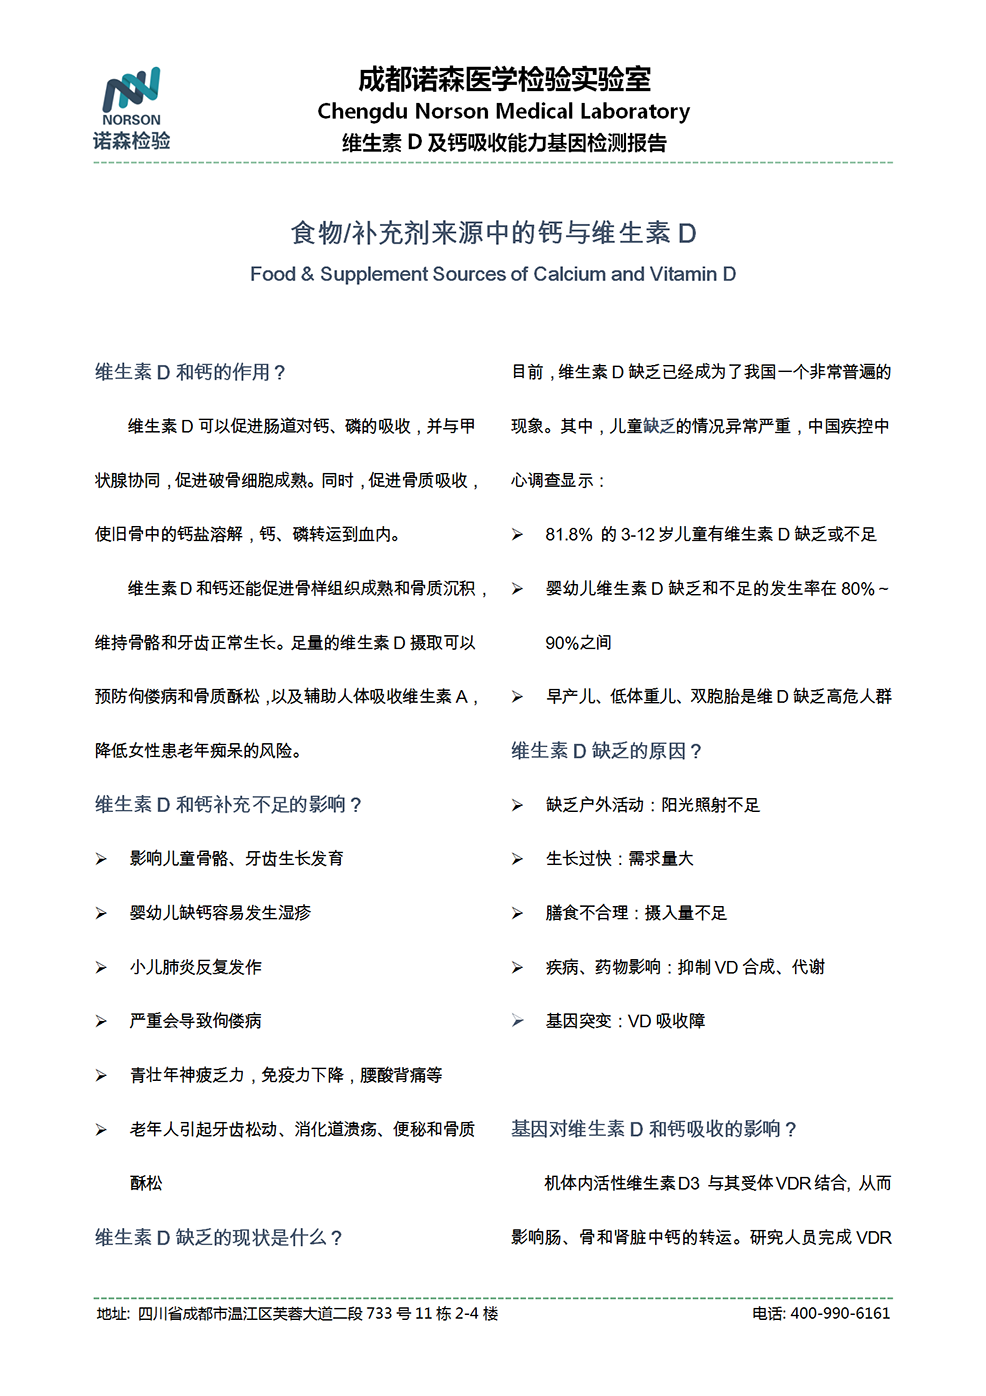 NORSON
诺森检验
成都诺森医学检验实验室
Chengdu Norson Medical Laboratory
维生素 D 及钙吸收能力基因检测报告
食物/补充剂来源中的钙与维生素 D
Food & Supplement Sources of Calcium and Vitamin D
维生素 D 和钙的作用？
维生素 D 可以促进肠道对钙、磷的吸收，并与甲
状腺协同，促进破骨细胞成熟。同时，促进骨质吸收，
使旧骨中的钙盐溶解，钙、磷转运到血内。
维生素 D 和钙还能促进骨样组织成熟和骨质沉积，
维持骨骼和牙齿正常生长。足量的维生素 D 摄取可以
预防佝偻病和骨质酥松，以及辅助人体吸收维生素 A，
降低女性患老年痴呆的风险。
维生素 D 和钙补充不足的影响？
➢ 影响儿童骨骼、牙齿生长发育
➢ 婴幼儿缺钙容易发生湿疹
➢ 小儿肺炎反复发作
➢ 严重会导致佝偻病
➢ 青壮年神疲乏力，免疫力下降，腰酸背痛等
➢ 老年人引起牙齿松动、消化道溃疡、便秘和骨质
酥松
维生素 D 缺乏的现状是什么？
目前，维生素 D 缺乏已经成为了我国一个非常普遍的
现象。其中，儿童缺乏的情况异常严重，中国疾控中
心调查显示：
➢ 81.8% 的 3-12 岁儿童有维生素 D 缺乏或不足
➢ 婴幼儿维生素 D 缺乏和不足的发生率在 80%～
90%之间
➢ 早产儿、低体重儿、双胞胎是维 D 缺乏高危人群
维生素 D 缺乏的原因？
➢ 缺乏户外活动：阳光照射不足
➢ 生长过快：需求量大
➢ 膳食不合理：摄入量不足
➢ 疾病、药物影响：抑制 VD 合成、代谢
➢ 基因突变：VD 吸收障
基因对维生素 D 和钙吸收的影响？
机体内活性维生素 D3 与其受体 VDR 结合, 从而
影响肠、骨和肾脏中钙的转运。研究人员完成 VDR
地址: 四川省成都市温江区芙蓉大道二段 733 号 11 栋 2-4 楼
电话: 400-990-6161